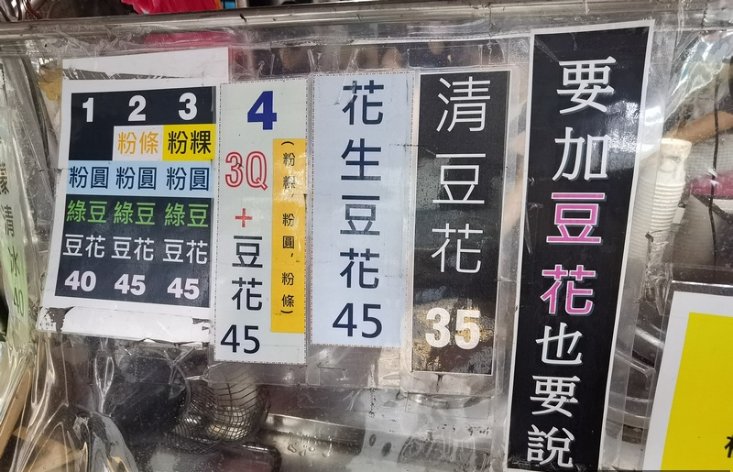 1 2 3
粉條 粉粿
粉圓 粉圓 粉圓
綠豆 綠豆 綠豆
豆花 豆花 豆花
40 45 45
4
3Q
+
豆花
45
(粉粿,粉圓,粉條)
花生豆花
45
清豆花
35
要加豆花也要說